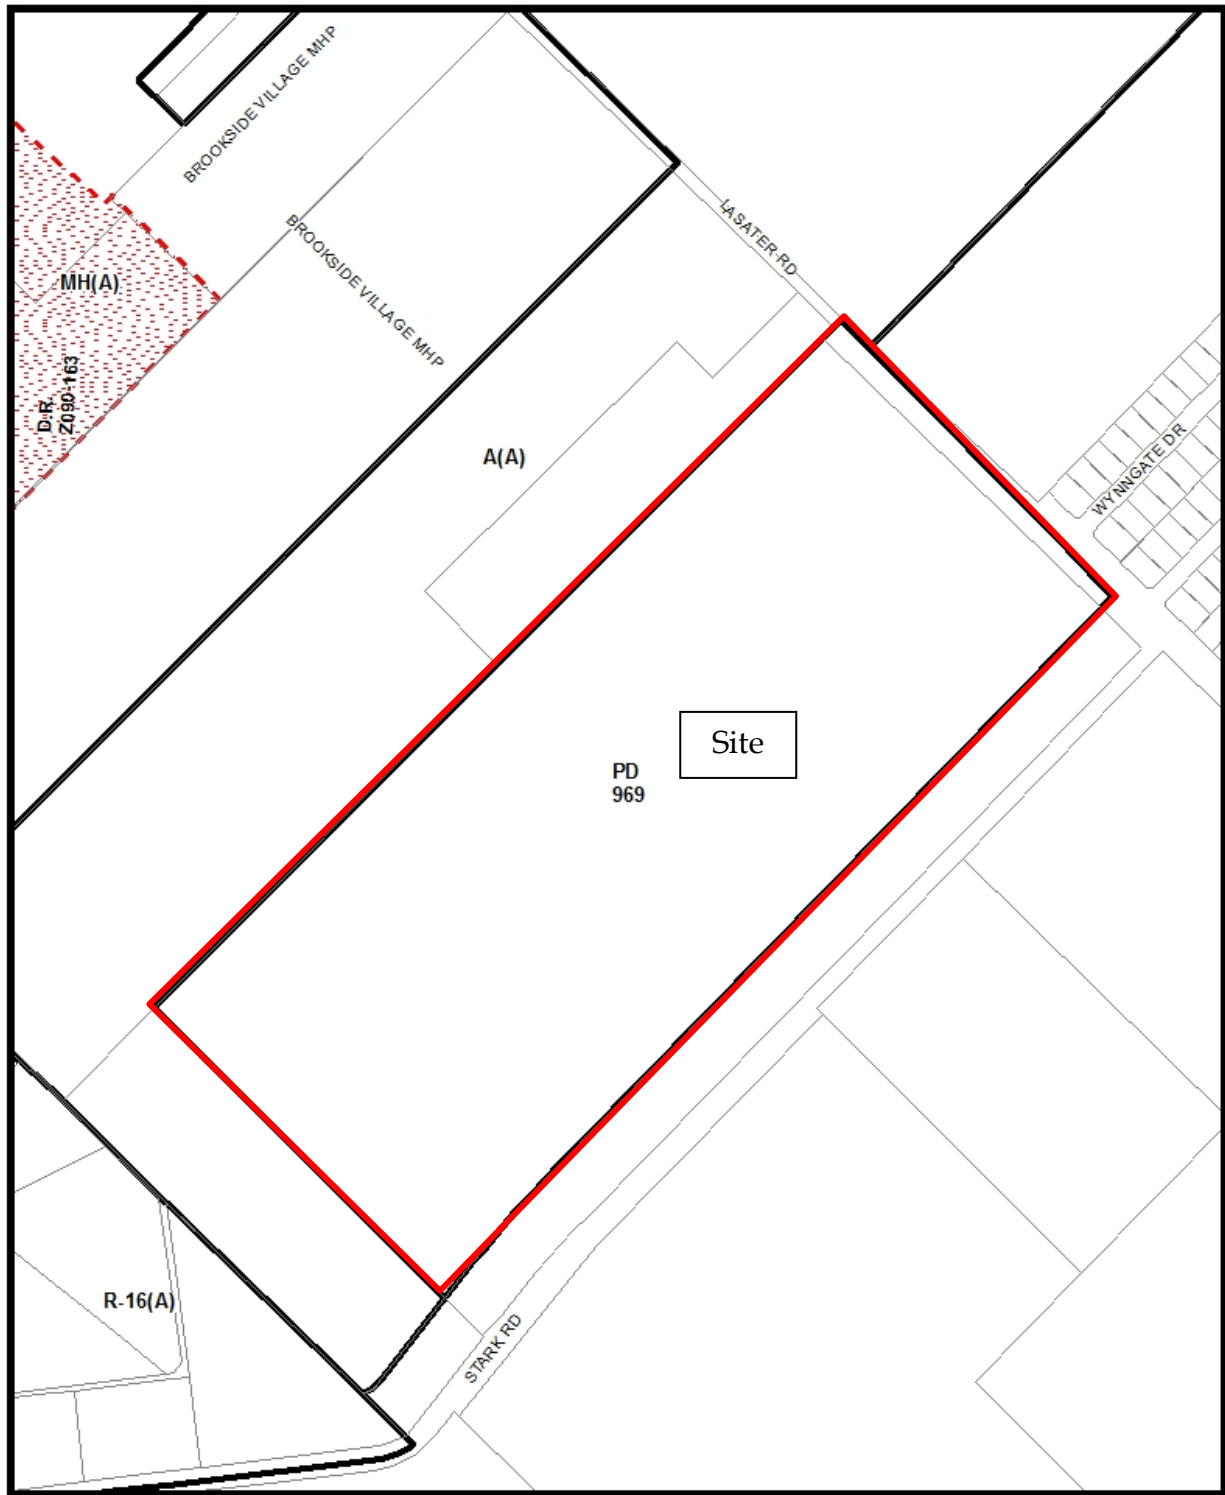 BROOKSIDE VILLAGE MHP
BROOKSIDE VILLAGE MHP
LASATER RD
MH(A)
D.R.
Z090-163
A(A)
WYNNGATE DR
Site
PD
969
R-16(A)
STARK RD